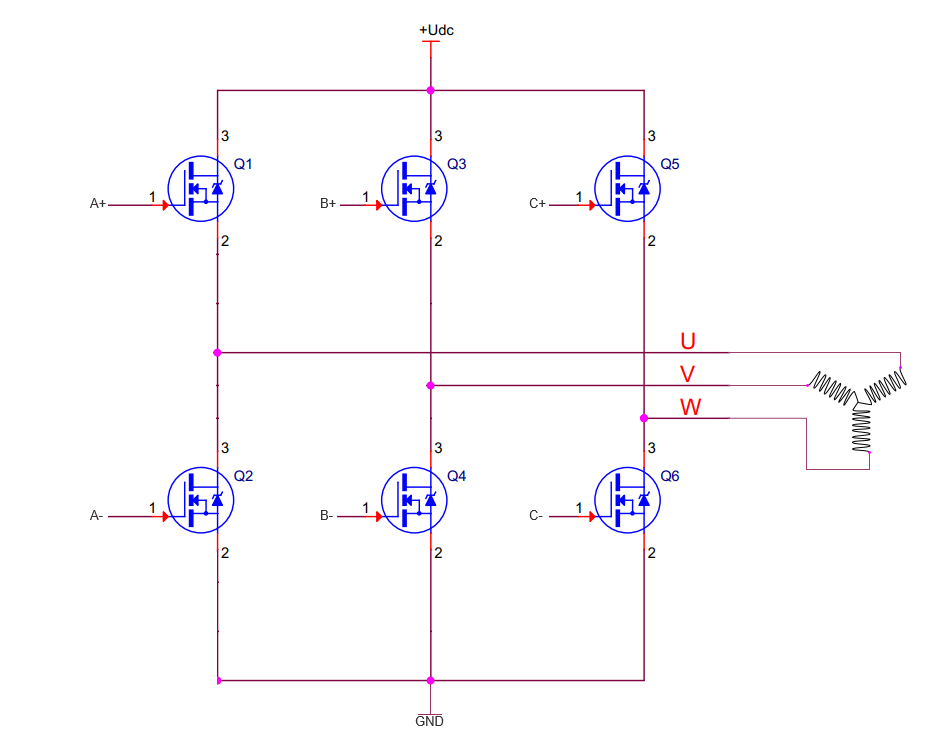 +Udc
3 3 3
Q1 Q3 Q5
A+ 1 B+ 1 C+ 1
2 2 2
U
V
W
3 3 3
Q2 Q4 Q6
A- 1 B- 1 C- 1
2 2 2
GND